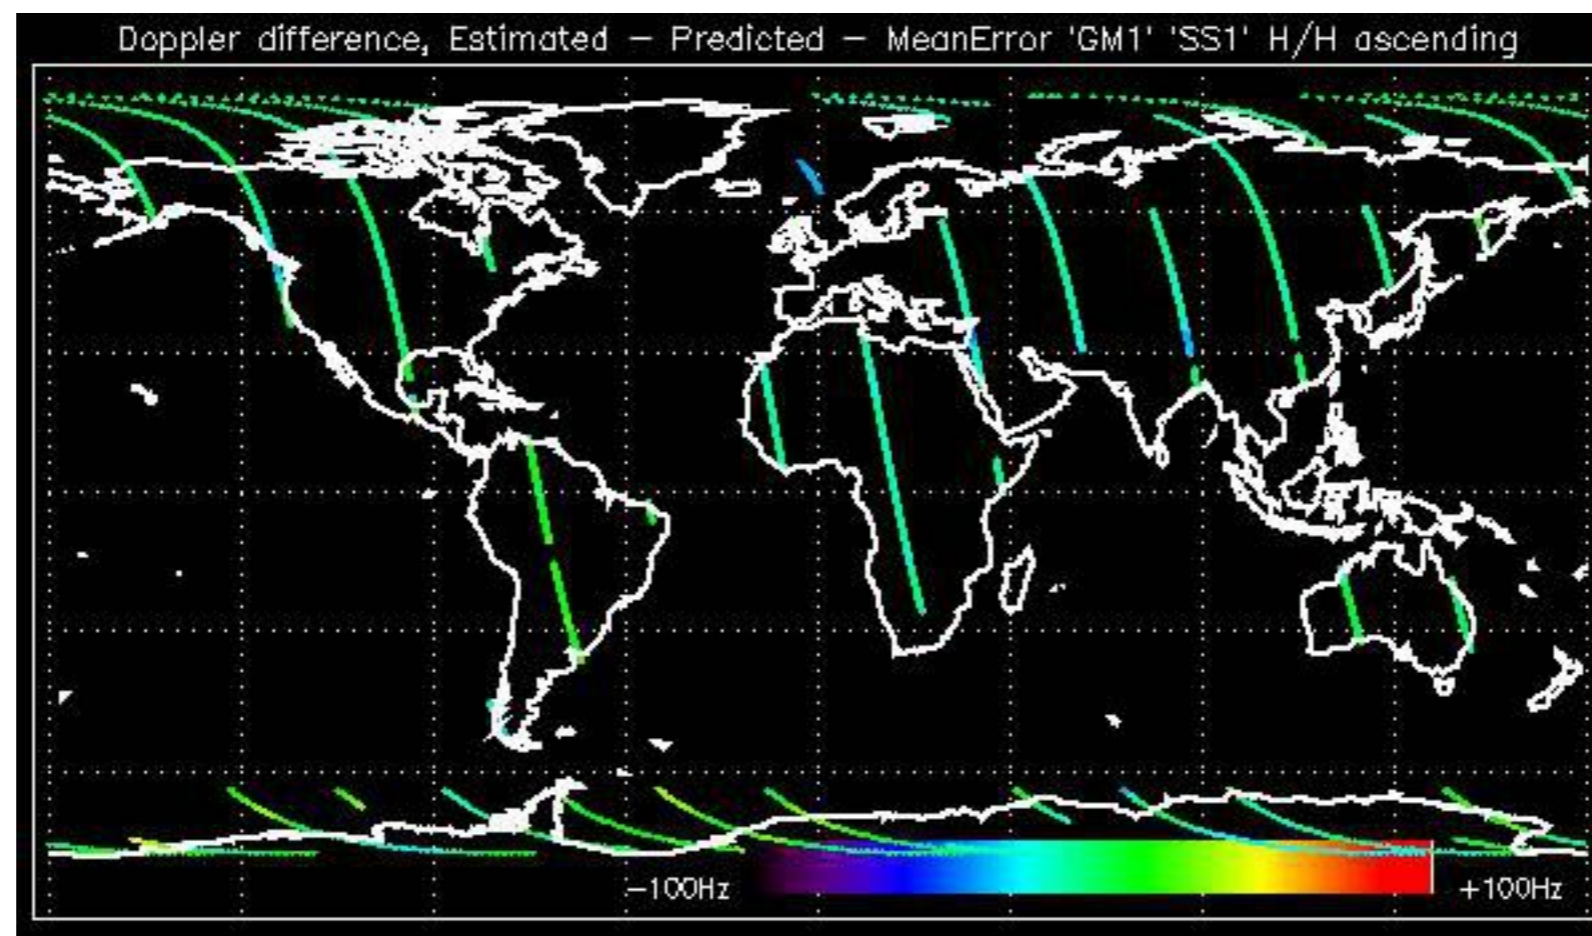 Doppler difference, Estimated − Predicted − MeanError 'GM1' 'SS1' H/H ascending
−100Hz
+100Hz